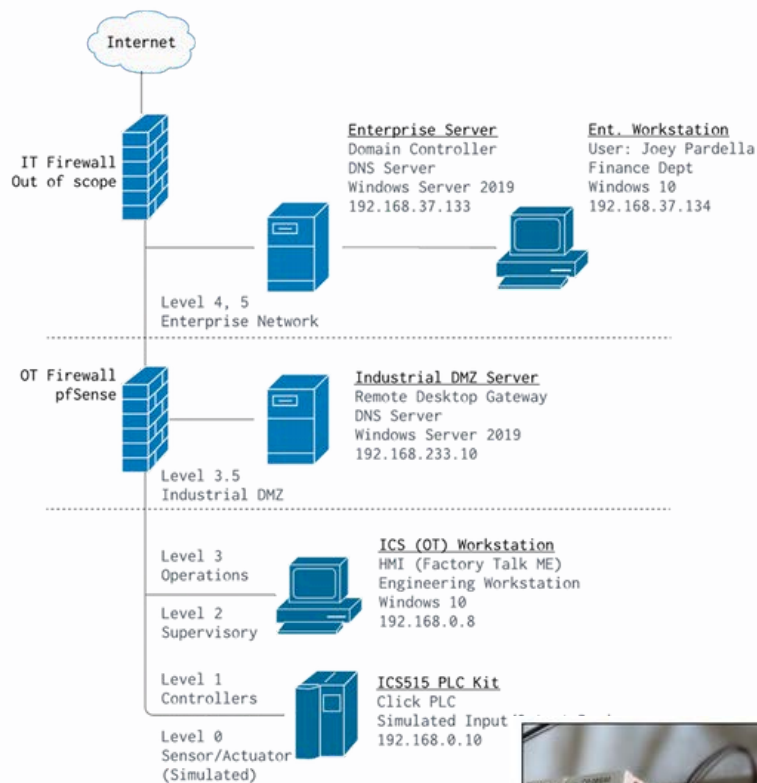 Internet
IT Firewall
Out of scope
Enterprise Server
Domain Controller
DNS Server
Windows Server 2019
192.168.37.133
Ent. Workstation
User: Joey Pardella
Finance Dept
Windows 10
192.168.37.134
Level 4, 5
Enterprise Network
OT Firewall
pfSense
Industrial DMZ Server
Remote Desktop Gateway
DNS Server
Windows Server 2019
192.168.233.10
Level 3.5
Industrial DMZ
Level 3
Operations
Level 2
Supervisory
ICS (OT) Workstation
HMI (Factory Talk ME)
Engineering Workstation
Windows 10
192.168.0.8
Level 1
Controllers
Level 0
Sensor/Actuator
(Simulated)
ICS515 PLC Kit
Click PLC
Simulated
192.168.0.10